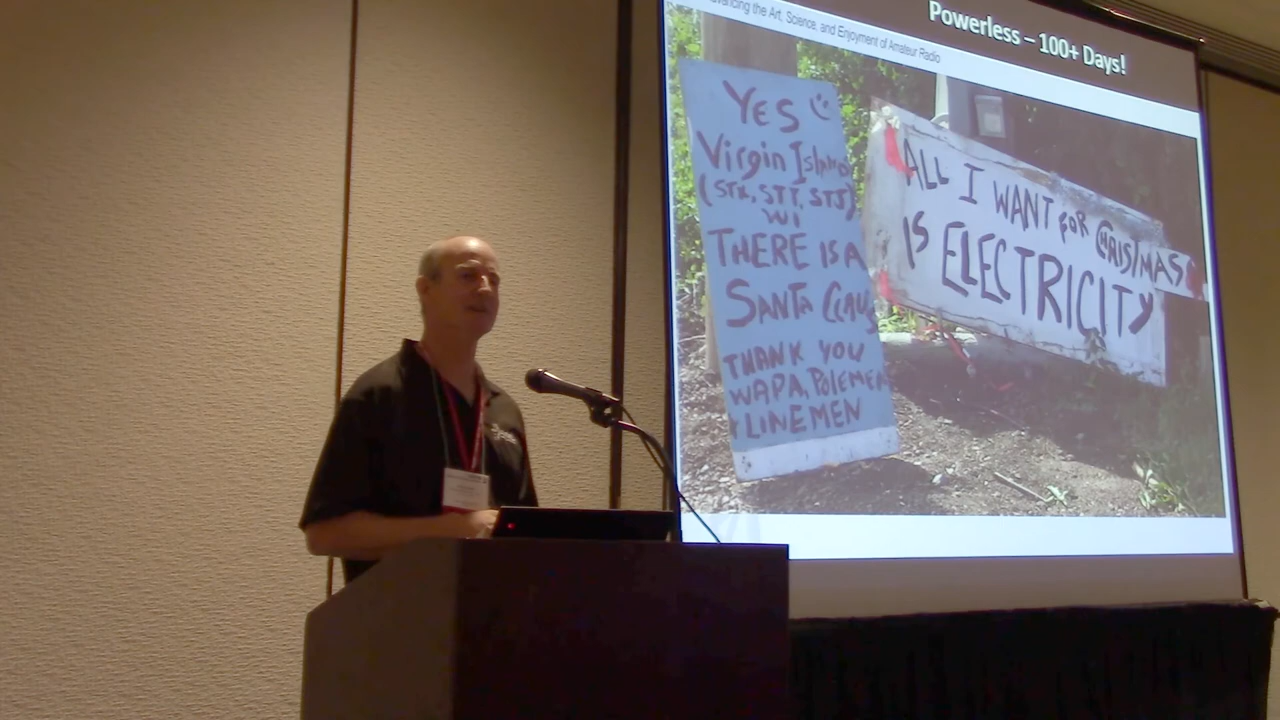 Advancing the Art, Science, and Enjoyment of Amateur Radio
Powerless – 100+ Days!
YES
Virgin Islands
(STX, STT, STJ)
WI
THERE IS A
SANTA CLAUS
THANK YOU
WAPA, POLEMEN
LINEMEN
ALL I WANT FOR CHRISTMAS
IS ELECTRICITY